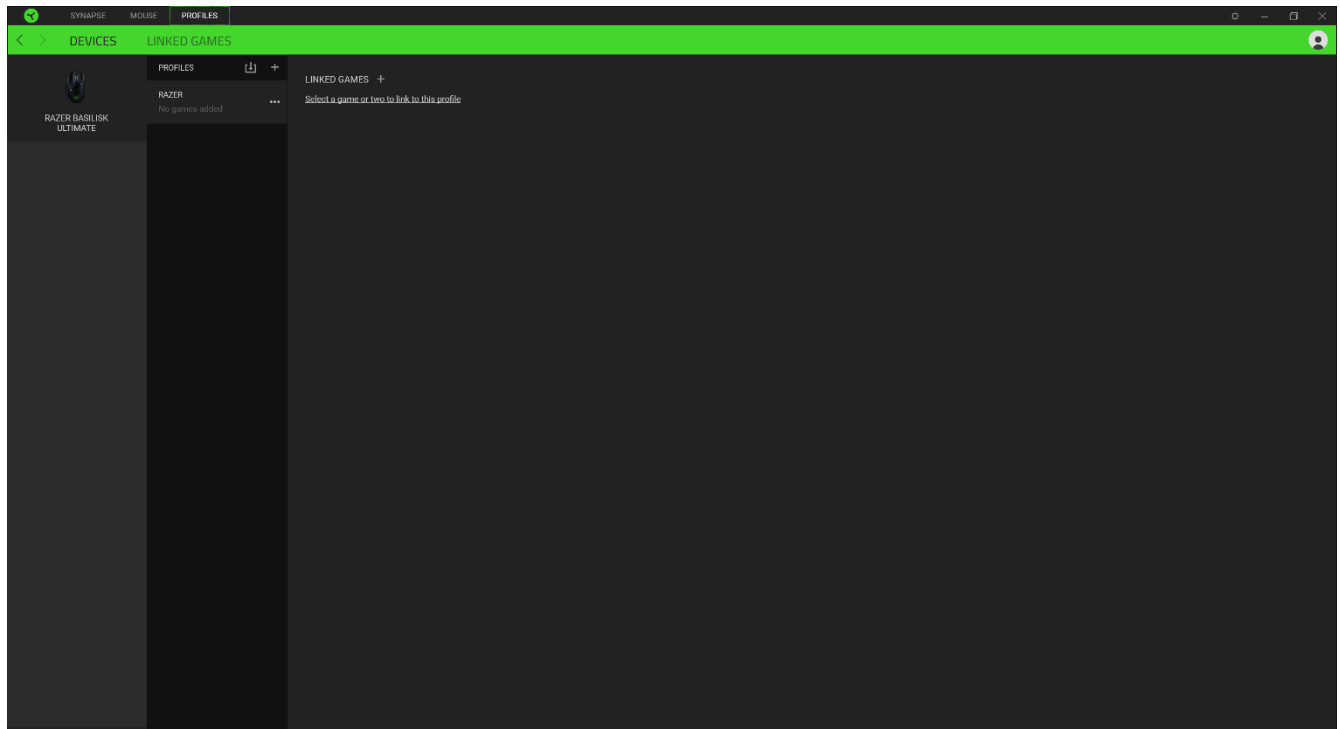 SYNAPSE MOUSE PROFILES
DEVICES LINKED GAMES
RAZER BASILISK
ULTIMATE
PROFILES
RAZER
No games added
LINKED GAMES
Select a game or two to link to this profile